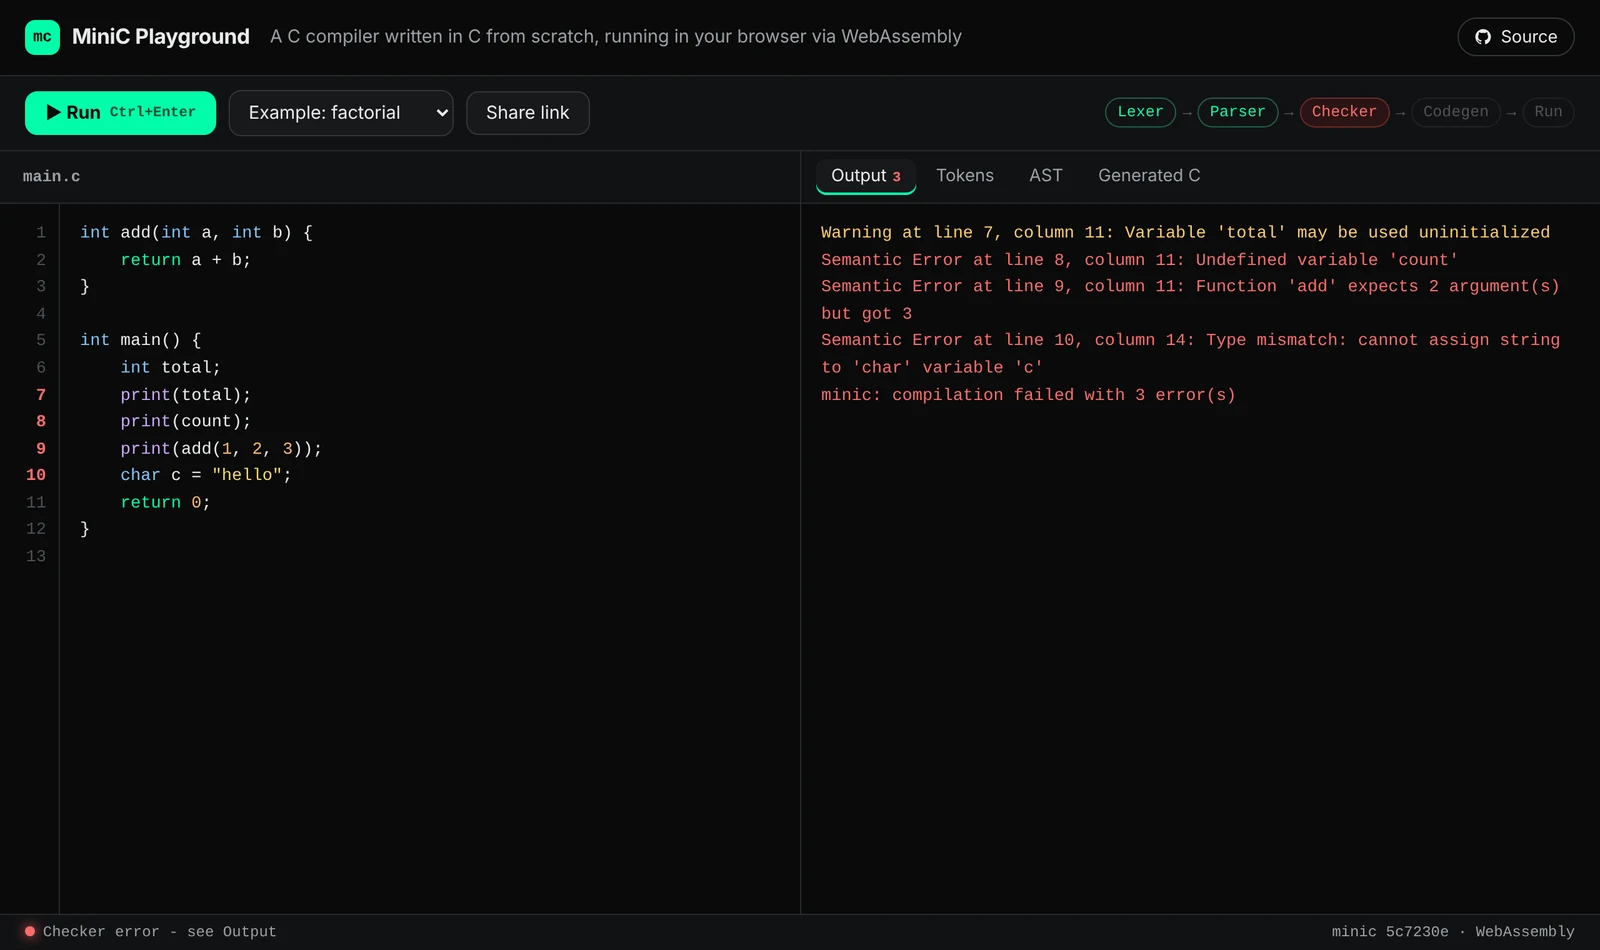 mc MiniC Playground A C compiler written in C from scratch, running in your browser via WebAssembly Source
▶ Run Ctrl+Enter Example: factorial Share link Lexer → Parser → Checker → Codegen → Run
main.c
1 int add(int a, int b) {
2     return a + b;
3 }
4
5 int main() {
6     int total;
7     print(total);
8     print(count);
9     print(add(1, 2, 3));
10     char c = "hello";
11     return 0;
12 }
13
Output 3 Tokens AST Generated C
Warning at line 7, column 11: Variable 'total' may be used uninitialized
Semantic Error at line 8, column 11: Undefined variable 'count'
Semantic Error at line 9, column 11: Function 'add' expects 2 argument(s)
but got 3
Semantic Error at line 10, column 14: Type mismatch: cannot assign string
to 'char' variable 'c'
minic: compilation failed with 3 error(s)
Checker error - see Output minic 5c7230e · WebAssembly